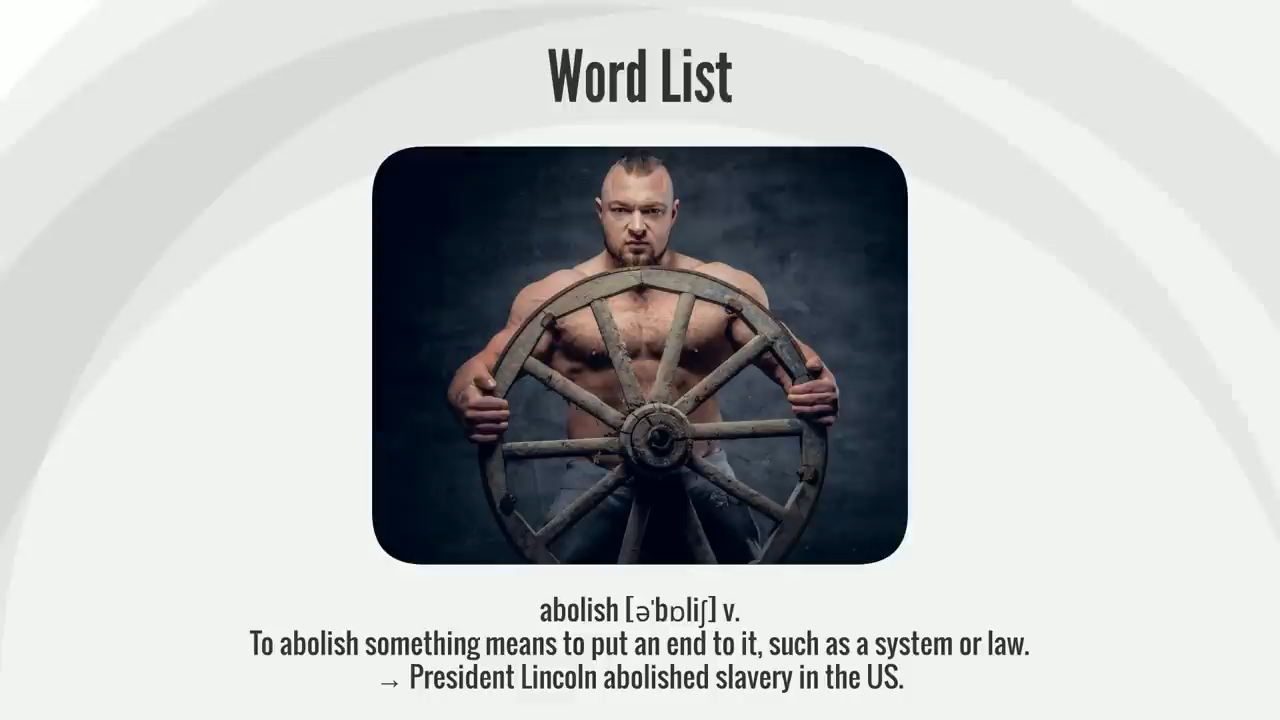 Word List
abolish [əˈbɒliʃ] v.
To abolish something means to put an end to it, such as a system or law.
→ President Lincoln abolished slavery in the US.